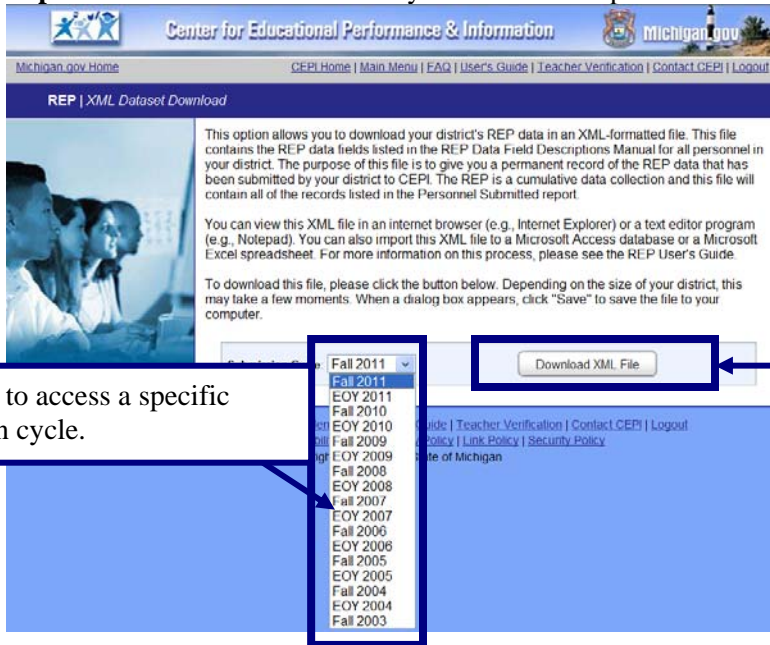 Center for Educational Performance & Information
Michigan.gov
Michigan.gov Home
CEPI Home | Main Menu | FAQ | User's Guide | Teacher Verification | Contact CEPI | Logout
REP | XML Dataset Download
This option allows you to download your district's REP data in an XML-formatted file. This file
contains the REP data fields listed in the REP Data Field Descriptions Manual for all personnel in
your district. The purpose of this file is to give you a permanent record of the REP data that has
been submitted by your district to CEPI. The REP is a cumulative data collection and this file will
contain all of the records listed in the Personnel Submitted report.
You can view this XML file in an internet browser (e.g., Internet Explorer) or a text editor program
(e.g., Notepad). You can also import this XML file to a Microsoft Access database or a Microsoft
Excel spreadsheet. For more information on this process, please see the REP User's Guide.
To download this file, please click the button below. Depending on the size of your district, this
may take a few moments. When a dialog box appears, click "Save" to save the file to your
computer.
Fall 2011
Download XML File
Fall 2011
EOY 2011
Fall 2010
EOY 2010
Fall 2009
EOY 2009
Fall 2008
EOY 2008
Fall 2007
EOY 2007
Fall 2006
EOY 2006
Fall 2005
EOY 2005
Fall 2004
EOY 2004
Fall 2003
to access a specific
cycle.
Guide | Teacher Verification | Contact CEPI | Logout
Policy | Link Policy | Security Policy
of Michigan